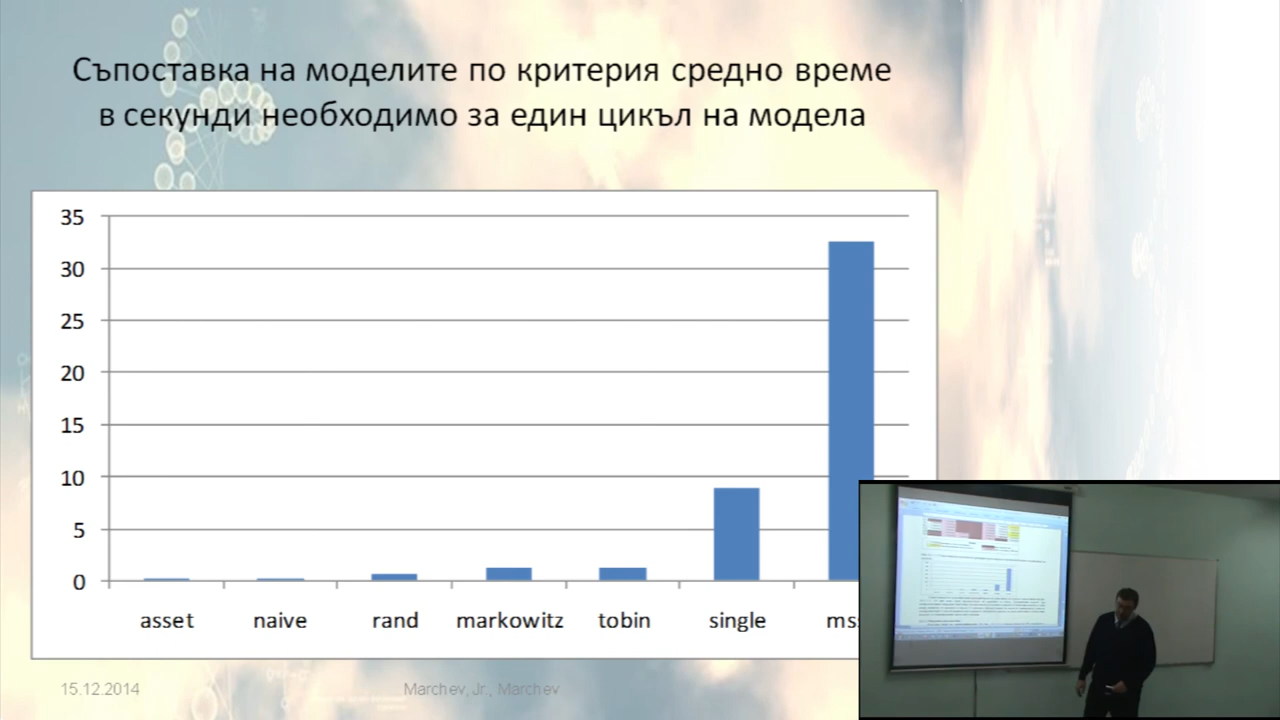 Съпоставка на моделите по критерия средно време
в секунди необходимо за един цикъл на модела
35
30
25
20
15
10
5
0
asset naive rand markowitz tobin single
15.12.2014 Marchev, Jr., Marchev